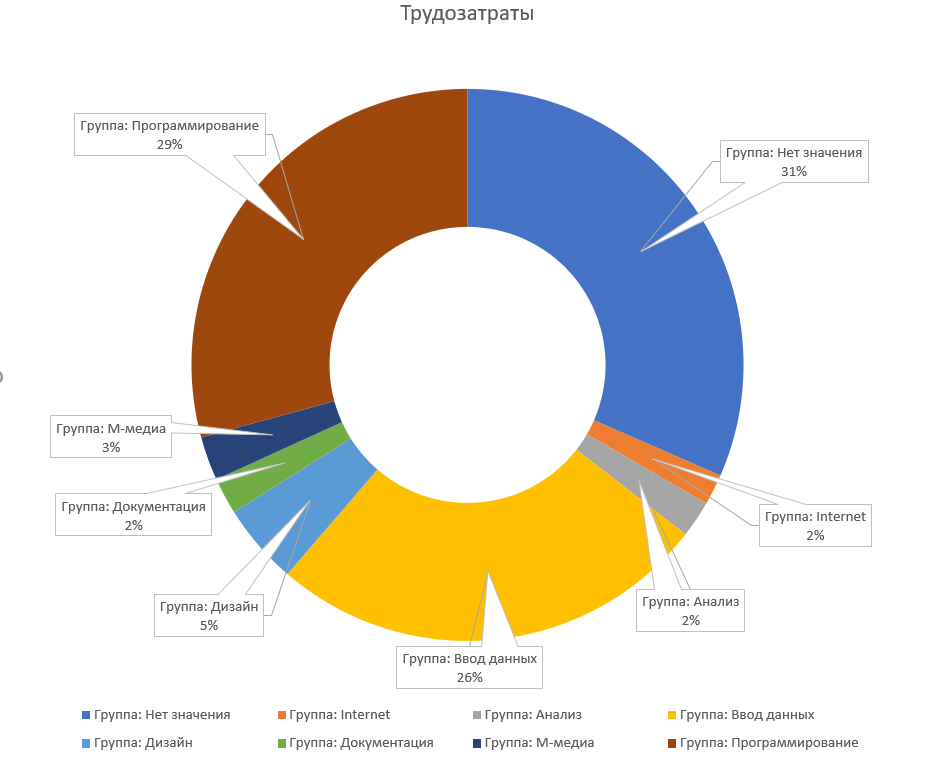 Трудозатраты
Группа: Программирование
29%
Группа: Нет значения
31%
Группа: М-медиа
3%
Группа: Документация
2%
Группа: Internet
2%
Группа: Дизайн
5%
Группа: Анализ
2%
Группа: Ввод данных
26%
Группа: Нет значения
Группа: Internet
Группа: Анализ
Группа: Ввод данных
Группа: Дизайн
Группа: Документация
Группа: М-медиа
Группа: Программирование